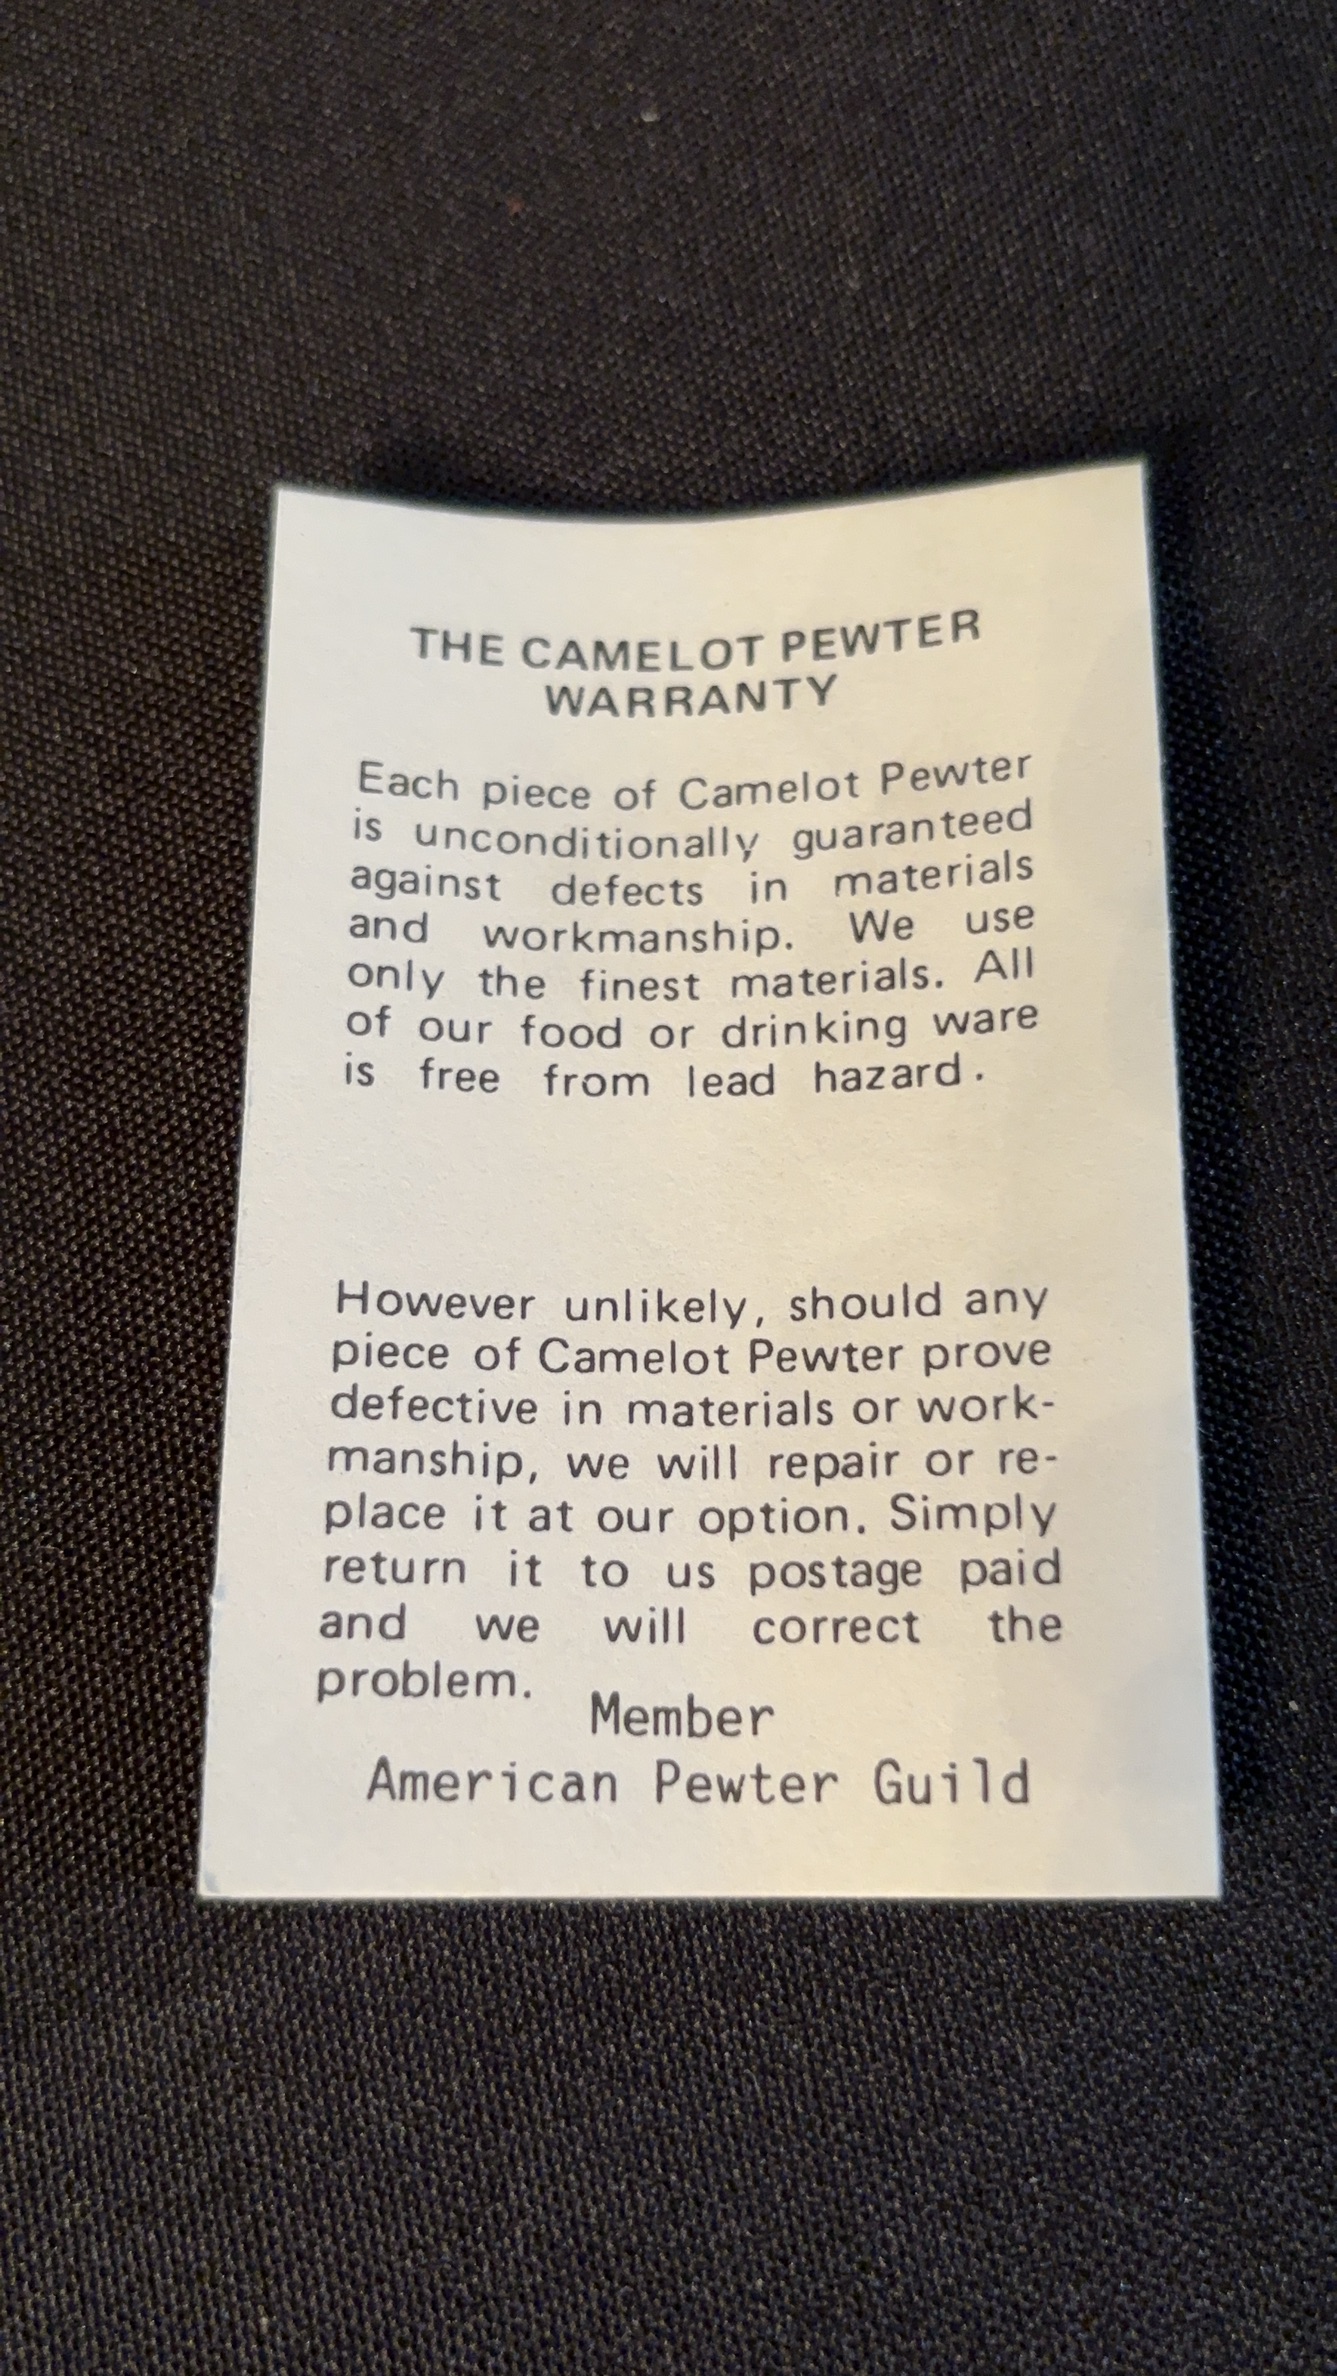 THE CAMELOT PEWTER
WARRANTY
Each piece of Camelot Pewter
is unconditionally guaranteed
against defects in materials
and workmanship. We use
only the finest materials. All
of our food or drinking ware
is free from lead hazard.
However unlikely, should any
piece of Camelot Pewter prove
defective in materials or work-
manship, we will repair or re-
place it at our option. Simply
return it to us postage paid
and we will correct the
problem.
Member
American Pewter Guild